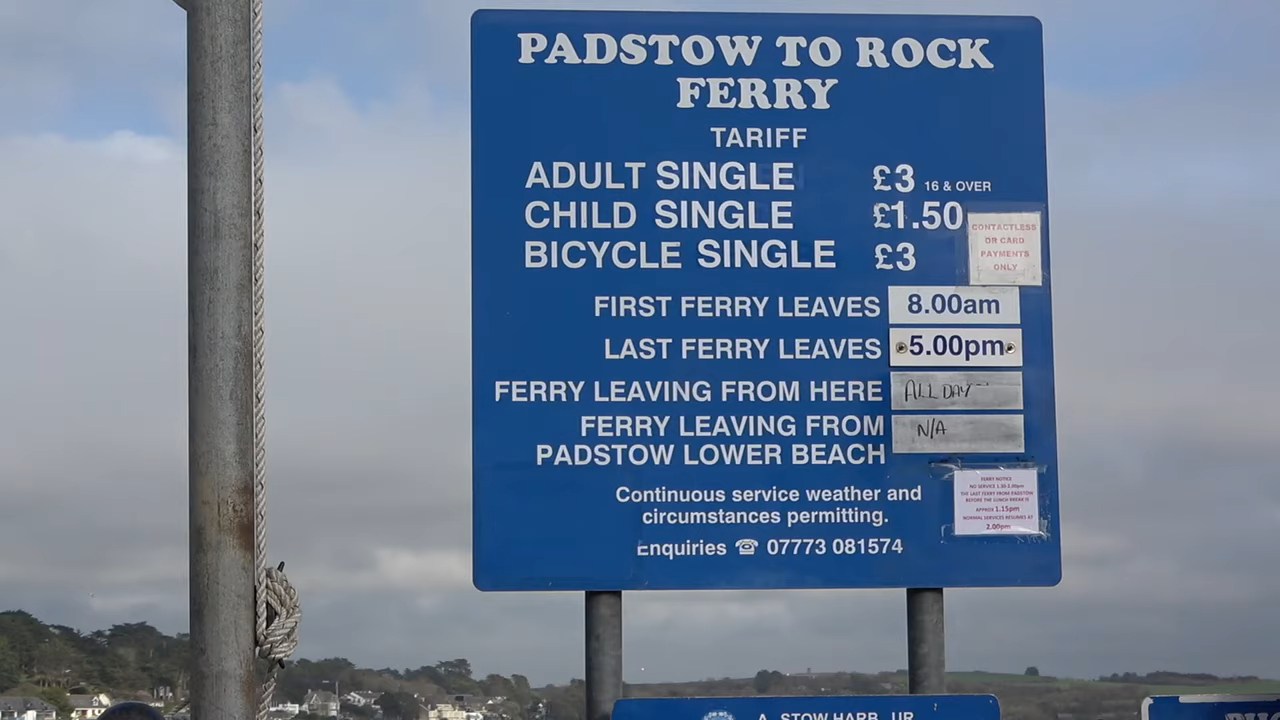 PADSTOW TO ROCK
FERRY
TARIFF
ADULT SINGLE £3 16 & OVER
CHILD SINGLE £1.50
BICYCLE SINGLE £3
CONTACTLESS
OR CARD
PAYMENTS
ONLY
FIRST FERRY LEAVES 8.00am
LAST FERRY LEAVES 5.00pm
FERRY LEAVING FROM HERE ALL DAY
FERRY LEAVING FROM
PADSTOW LOWER BEACH N/A
Continuous service weather and
circumstances permitting.
Enquiries ☎ 07773 081574
FERRY NOTICE
NO SERVICE 1.30-2.00pm
THE LAST FERRY FROM PADSTOW
BEFORE THE LUNCH BREAK IS
APPROX 1.15pm
NORMAL SERVICES RESUMES AT
2.00pm